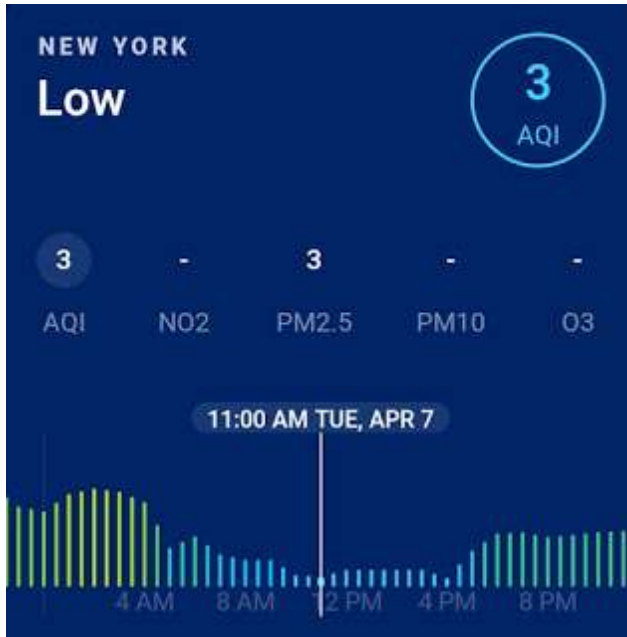 NEW YORK
Low
3
AQI
3 - 3 - -
AQI NO2 PM2.5 PM10 O3
11:00 AM TUE, APR 7
4 AM 8 AM 12 PM 4 PM 8 PM